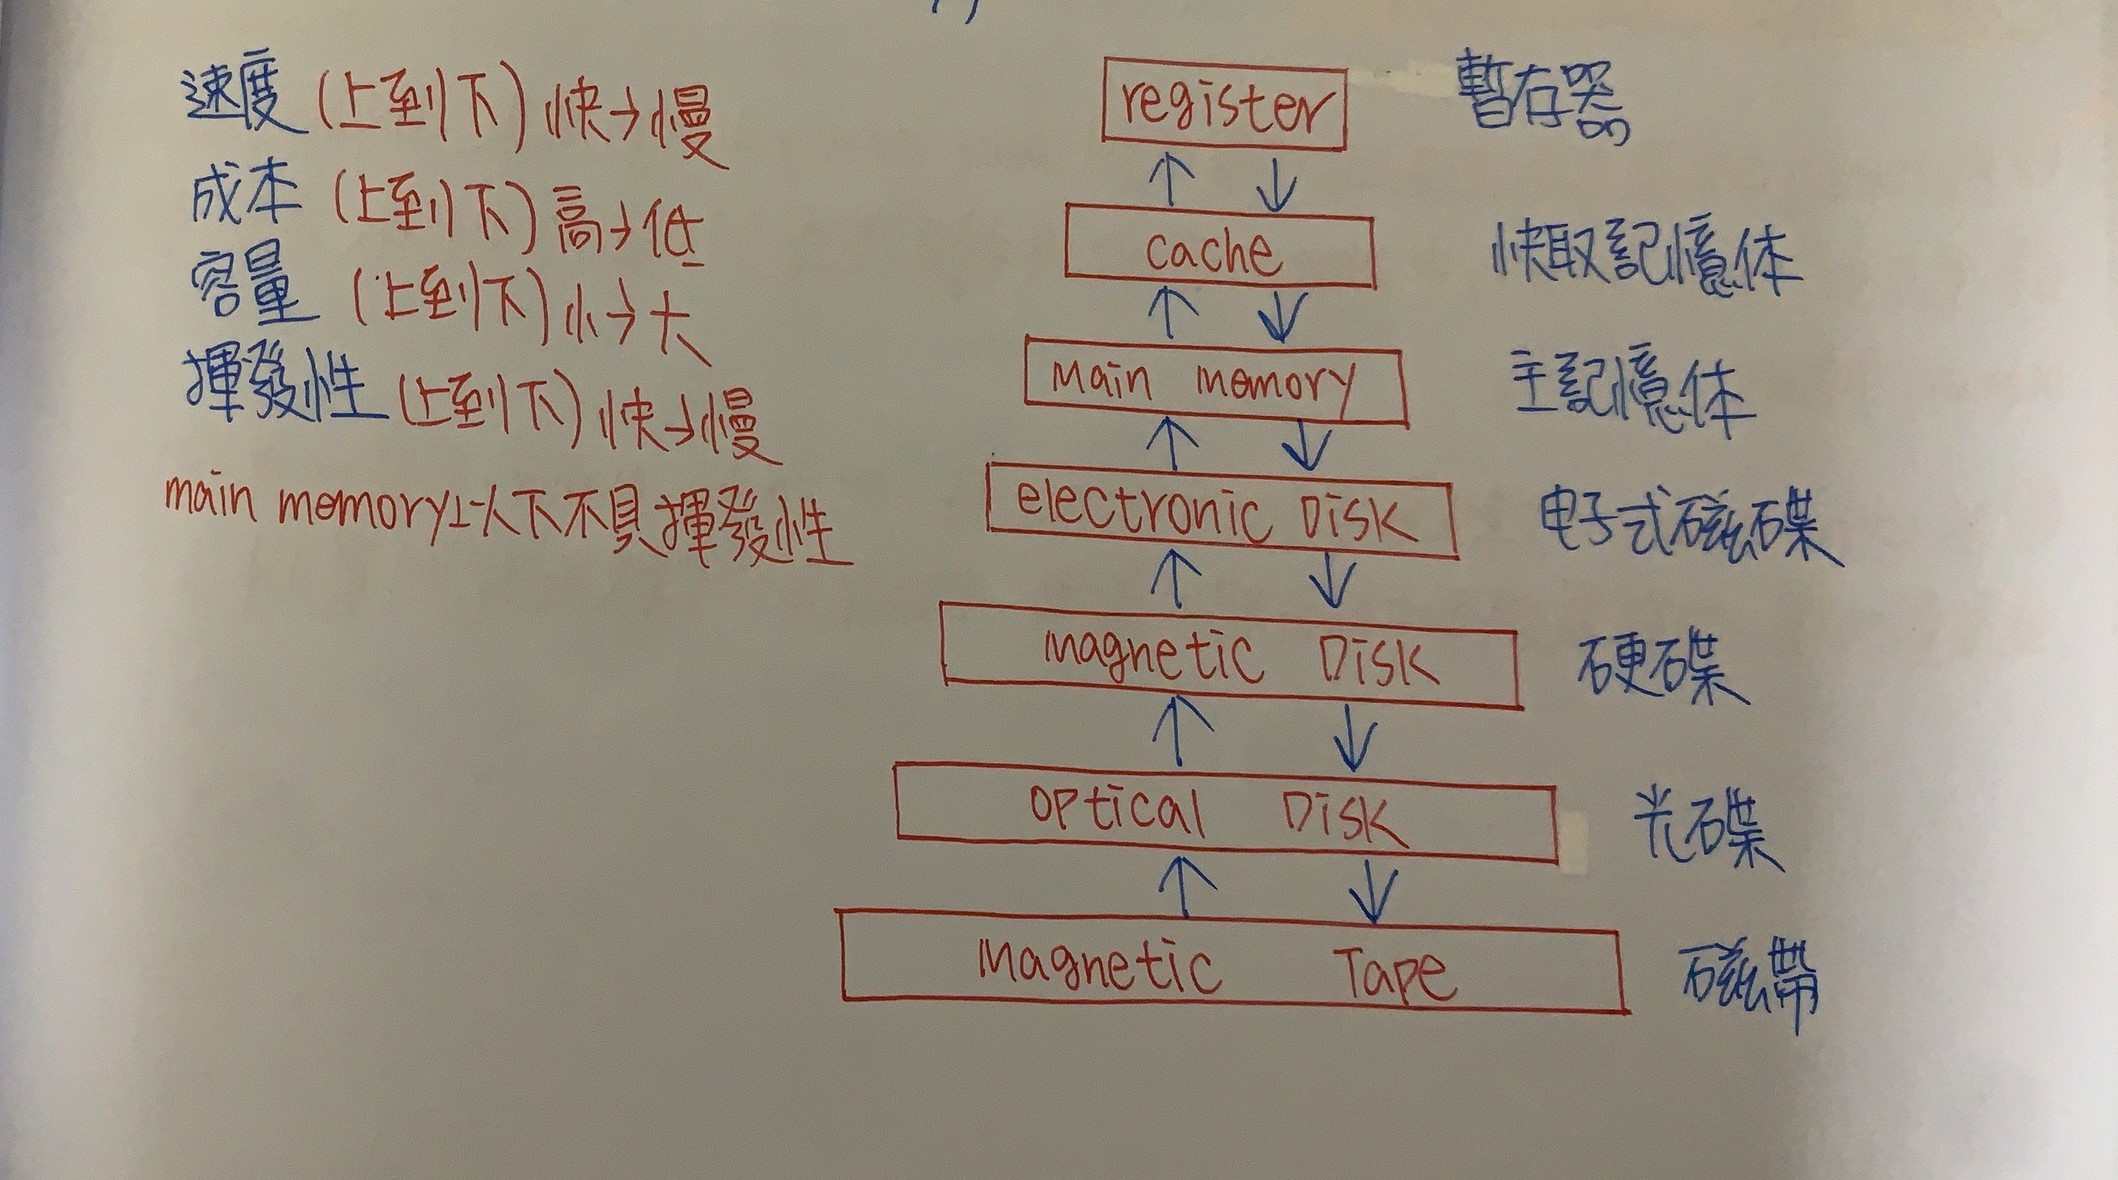 速度 (上到下) 快→慢
成本 (上到下) 高→低
容量 (上到下) 小→大
揮發性 (上到下) 快→慢
main memory以下不具揮發性
register 暫存器
cache 快取記憶体
main memory 主記憶体
electronic Disk 电子式磁碟
magnetic Disk 硬碟
optical Disk 光碟
magnetic Tape 磁帶